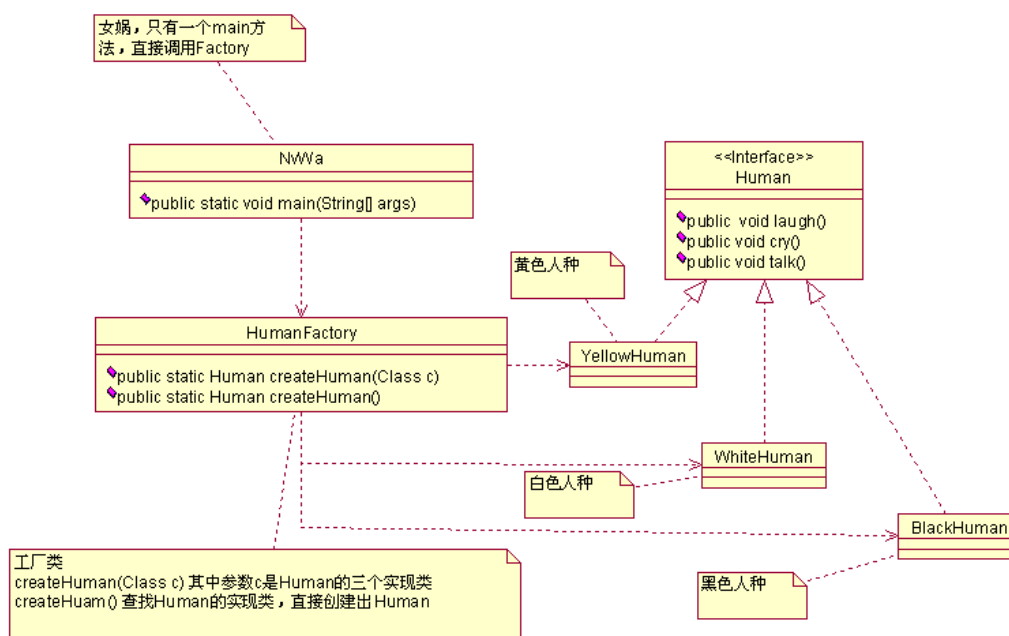 女娲，只有一个main方
法，直接调用Factory
NvWa
public static void main(String[] args)
<<Interface>>
Human
public void laugh()
public void cry()
public void talk()
黄色人种
HumanFactory
public static Human createHuman(Class c)
public static Human createHuman()
YellowHuman
WhiteHuman
白色人种
BlackHuman
工厂类
createHuman(Class c) 其中参数c是Human的三个实现类
createHuam() 查找Human的实现类，直接创建出Human
黑色人种